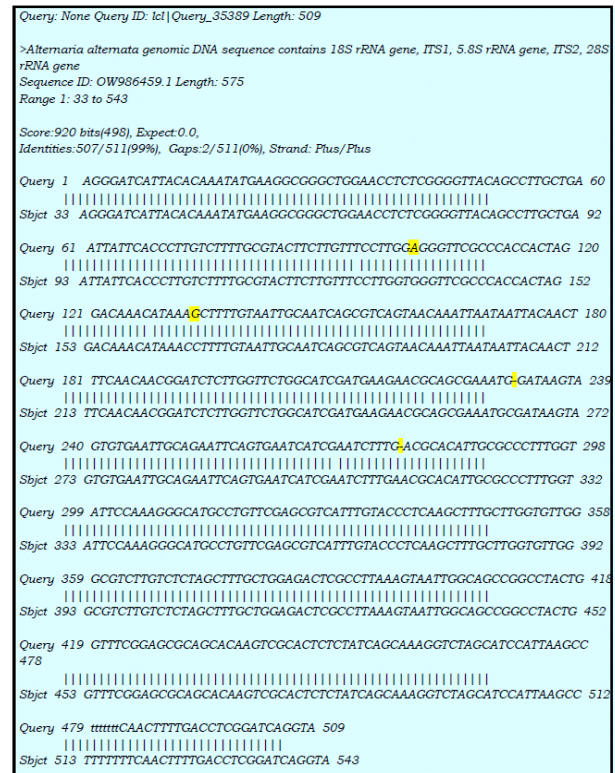 Query: None Query ID: lcl|Query_35389 Length: 509
>Alternaria alternata genomic DNA sequence contains 18S rRNA gene, ITS1, 5.8S rRNA gene, ITS2, 28S
rRNA gene
Sequence ID: OW986459.1 Length: 575
Range 1: 33 to 543
Score:920 bits(498), Expect:0.0,
Identities:507/511(99%), Gaps:2/511(0%), Strand: Plus/Plus
Query 1 AGGGATCATTACACAAATATGAAGGCGGGCTGGAACCTCTCGGGGTTACAGCCTTGCTGA 60
Sbjct 33 AGGGATCATTACACAAATATGAAGGCGGGCTGGAACCTCTCGGGGTTACAGCCTTGCTGA 92
Query 61 ATTATTCACCCTTGTCTTTTGCGTACTTCTTGTTTCCTTGGAGGGTTCGCCCACCACTAG 120
Sbjct 93 ATTATTCACCCTTGTCTTTTGCGTACTTCTTGTTTCCTTGGTGGGTTCGCCCACCACTAG 152
Query 121 GACAAACATAAAGCTTTTGTAATTGCAATCAGCGTCAGTAACAAATTAATAATTACAACT 180
Sbjct 153 GACAAACATAAACCTTTTGTAATTGCAATCAGCGTCAGTAACAAATTAATAATTACAACT 212
Query 181 TTCAACAACGGATCTCTTGGTTCTGGCATCGATGAAGAACGCAGCGAAATG-GATAAGTA 239
Sbjct 213 TTCAACAACGGATCTCTTGGTTCTGGCATCGATGAAGAACGCAGCGAAATGCGATAAGTA 272
Query 240 GTGTGAATTGCAGAATTCAGTGAATCATCGAATCTTTG-ACGCACATTGCGCCCTTTGGT 298
Sbjct 273 GTGTGAATTGCAGAATTCAGTGAATCATCGAATCTTTGAACGCACATTGCGCCCTTTGGT 332
Query 299 ATTCCAAAGGGCATGCCTGTTCGAGCGTCATTTGTACCCTCAAGCTTTGCTTGGTGTTGG 358
Sbjct 333 ATTCCAAAGGGCATGCCTGTTCGAGCGTCATTTGTACCCTCAAGCTTTGCTTGGTGTTGG 392
Query 359 GCGTCTTGTCTCTAGCTTTGCTGGAGACTCGCCTTAAAGTAATTGGCAGCCGGCCTACTG 418
Sbjct 393 GCGTCTTGTCTCTAGCTTTGCTGGAGACTCGCCTTAAAGTAATTGGCAGCCGGCCTACTG 452
Query 419 GTTTCGGAGCGCAGCACAAGTCGCACTCTCTATCAGCAAAGGTCTAGCATCCATTAAGCC
478
Sbjct 453 GTTTCGGAGCGCAGCACAAGTCGCACTCTCTATCAGCAAAGGTCTAGCATCCATTAAGCC 512
Query 479 tttttttCAACTTTTGACCTCGGATCAGGTA 509
Sbjct 513 TTTTTTTCAACTTTTGACCTCGGATCAGGTA 543